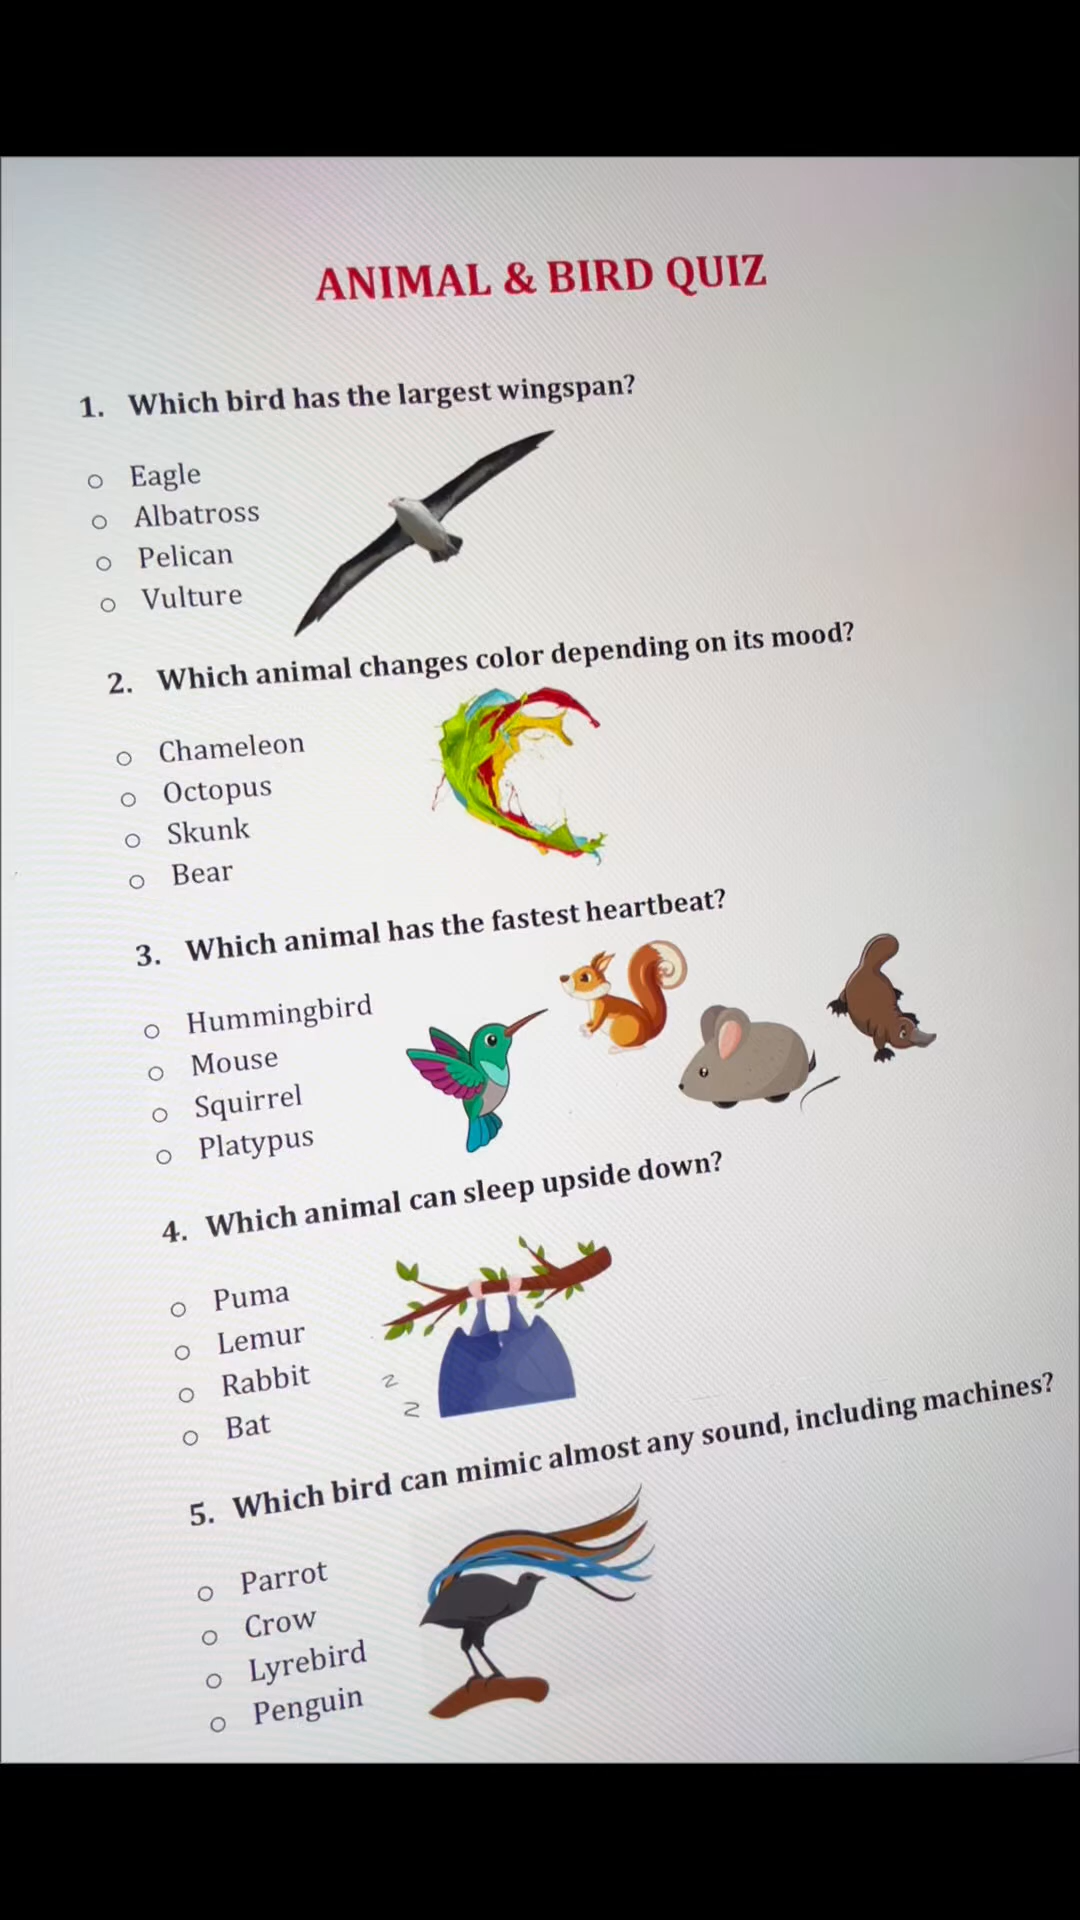 ANIMAL & BIRD QUIZ
1. Which bird has the largest wingspan?
○ Eagle
○ Albatross
○ Pelican
○ Vulture
2. Which animal changes color depending on its mood?
○ Chameleon
○ Octopus
○ Skunk
○ Bear
3. Which animal has the fastest heartbeat?
○ Hummingbird
○ Mouse
○ Squirrel
○ Platypus
4. Which animal can sleep upside down?
○ Puma
○ Lemur
○ Rabbit
○ Bat
z
z
5. Which bird can mimic almost any sound, including machines?
○ Parrot
○ Crow
○ Lyrebird
○ Penguin